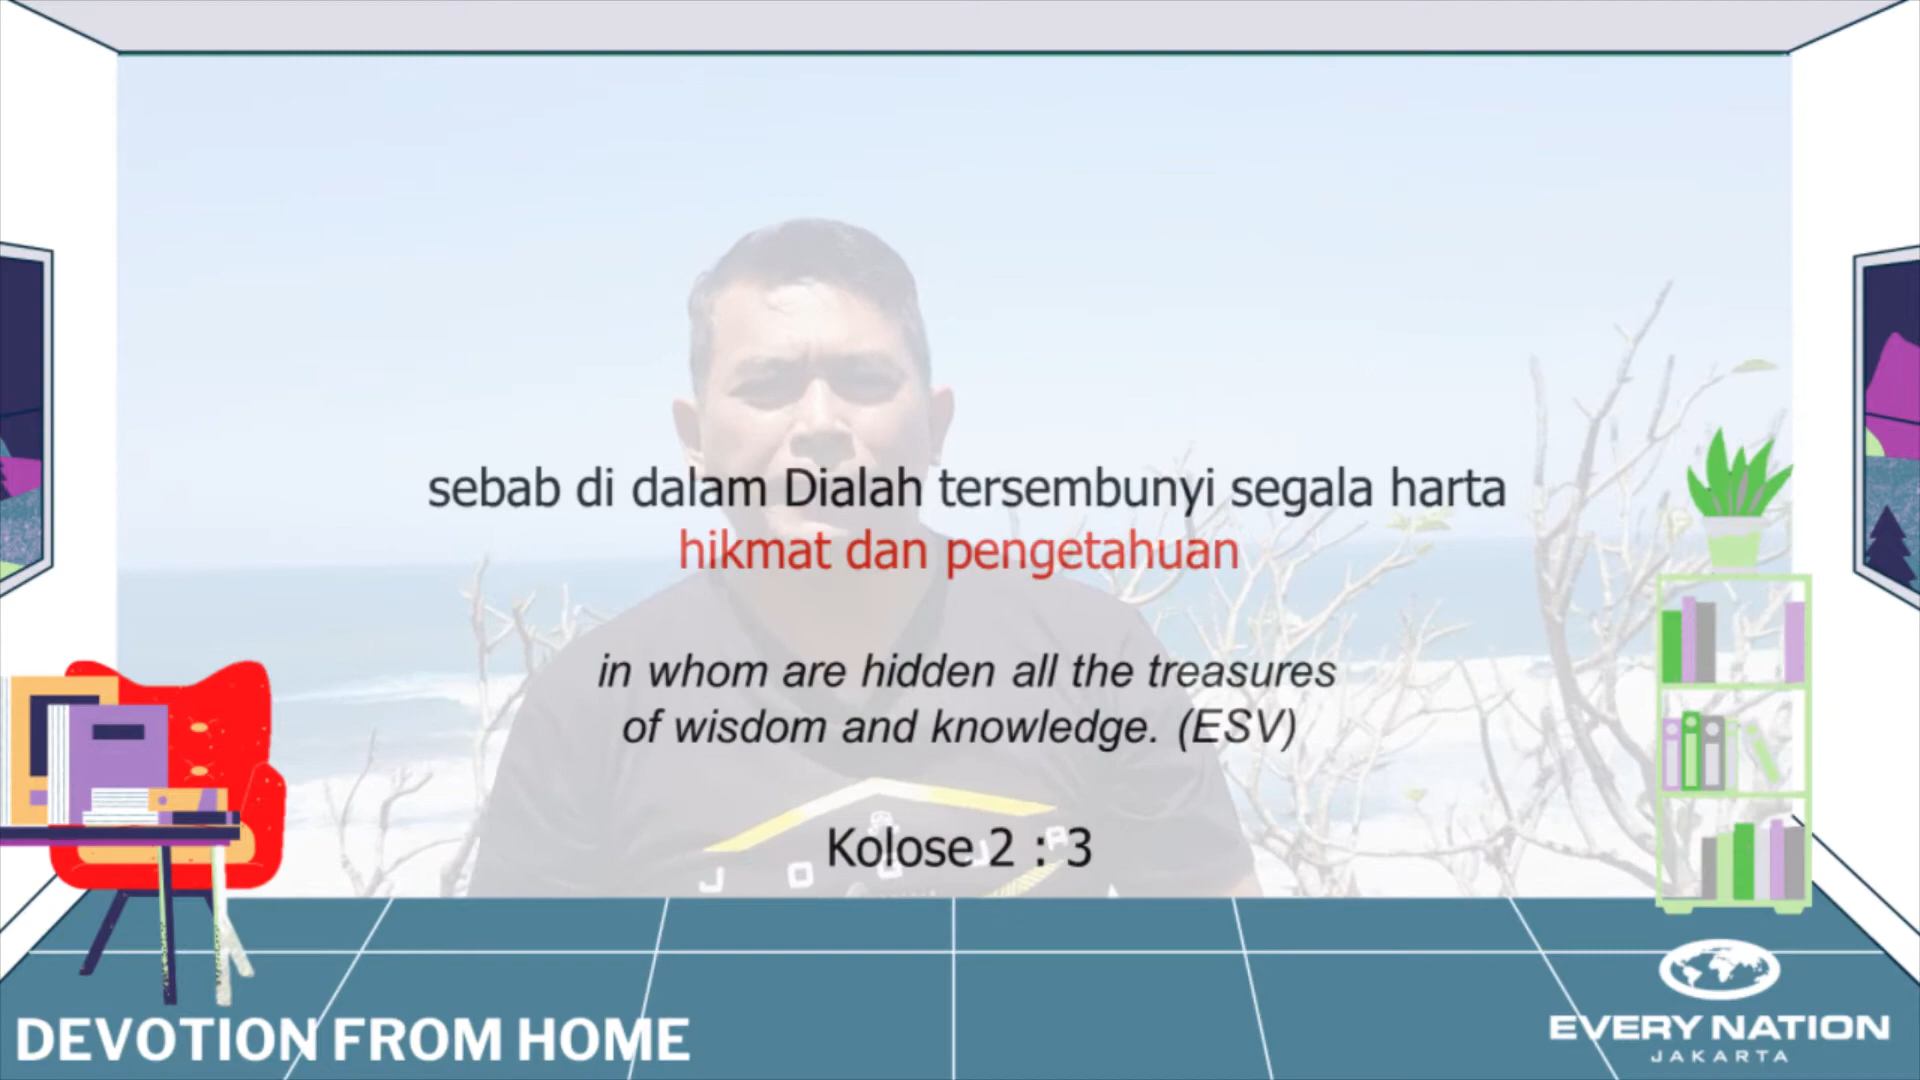 sebab di dalam Dialah tersembunyi segala harta
hikmat dan pengetahuan
in whom are hidden all the treasures
of wisdom and knowledge. (ESV)
Kolose 2 : 3
DEVOTION FROM HOME
EVERY NATION
JAKARTA